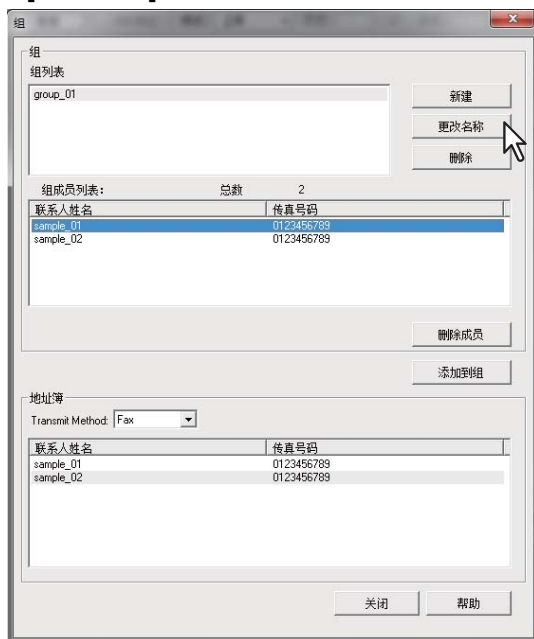 组
组
组列表
group_01
新建
更改名称
删除
组成员列表: 总数 2
联系人姓名 传真号码
sample_01 0123456789
sample_02 0123456789
删除成员
添加到组
地址簿
Transmit Method: Fax
联系人姓名 传真号码
sample_01 0123456789
sample_02 0123456789
关闭 帮助